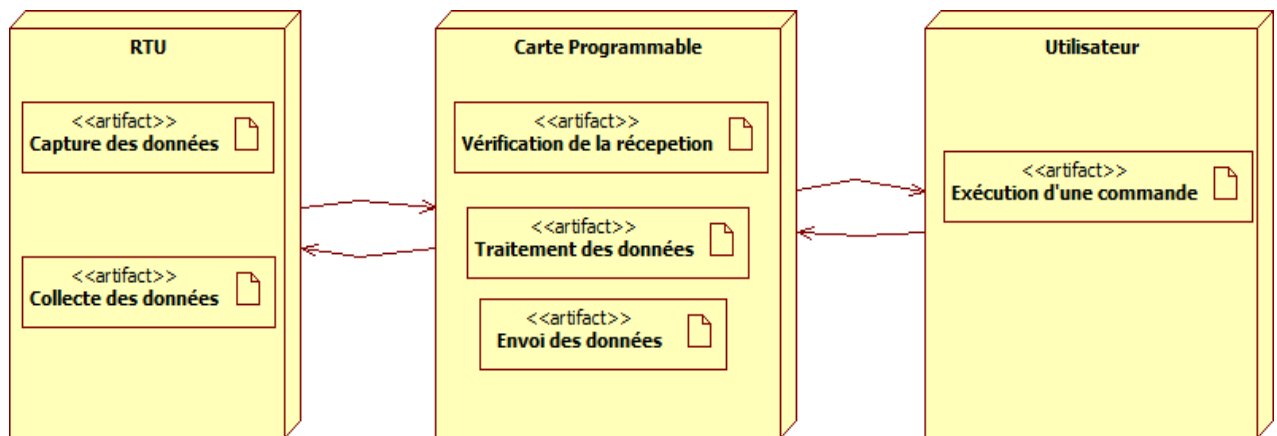 RTU
<<artifact>>
Capture des données
<<artifact>>
Collecte des données
Carte Programmable
<<artifact>>
Vérification de la récepetion
<<artifact>>
Traitement des données
<<artifact>>
Envoi des données
Utilisateur
<<artifact>>
Exécution d'une commande